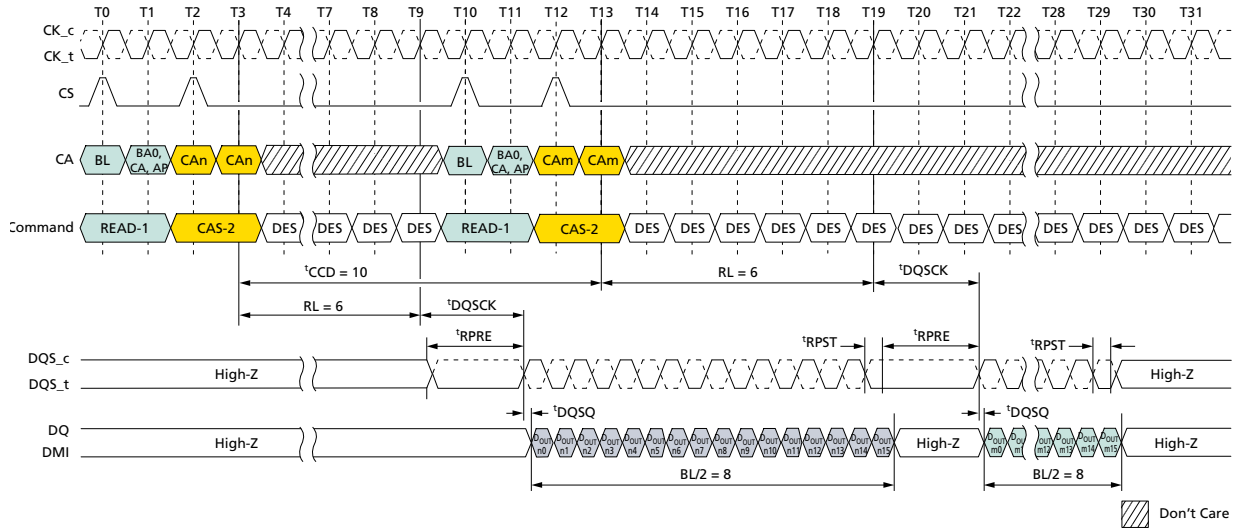 T0 T1 T2 T3 T4 T7 T8 T9 T10 T11 T12 T13 T14 T15 T16 T17 T18 T19 T20 T21 T22 T28 T29 T30 T31
CK_c
CK_t
CS
CA BL BA0, CA, AP CAn CAn BL BA0, CA, AP CAm CAm
Command READ-1 CAS-2 DES DES DES DES READ-1 CAS-2 DES DES DES DES DES DES DES DES DES DES DES DES DES
tCCD = 10 RL = 6 tDQSCK
RL = 6 tDQSCK
tRPRE tRPST tRPRE tRPST
DQS_c
DQS_t High-Z High-Z
tDQSQ tDQSQ
DQ
DMI High-Z DOUT n0 DOUT n1 DOUT n2 DOUT n3 DOUT n4 DOUT n5 DOUT n6 DOUT n7 DOUT n8 DOUT n9 DOUT n10 DOUT n11 DOUT n12 DOUT n13 DOUT n14 DOUT n15 High-Z DOUT m0 DOUT m12 DOUT m13 DOUT m14 DOUT m15 High-Z
BL/2 = 8 BL/2 = 8
Don't Care